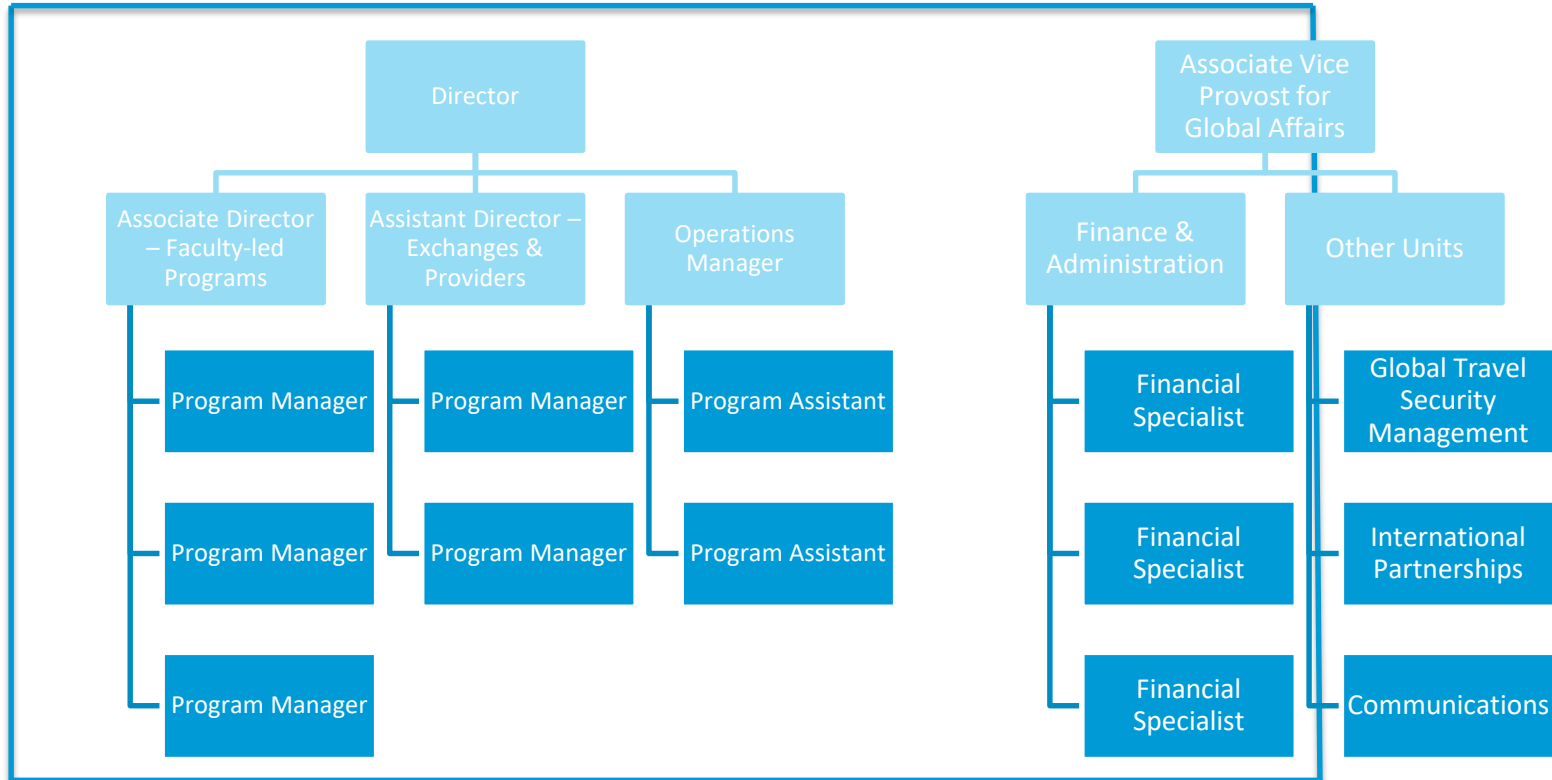 Director
Associate Vice
Provost for
Global Affairs
Associate Director
– Faculty-led
Programs
Assistant Director –
Exchanges &
Providers
Operations
Manager
Finance &
Administration
Other Units
Program Manager
Program Manager
Program Assistant
Financial
Specialist
Global Travel
Security
Management
Program Manager
Program Manager
Program Assistant
Financial
Specialist
International
Partnerships
Program Manager
Financial
Specialist
Communications